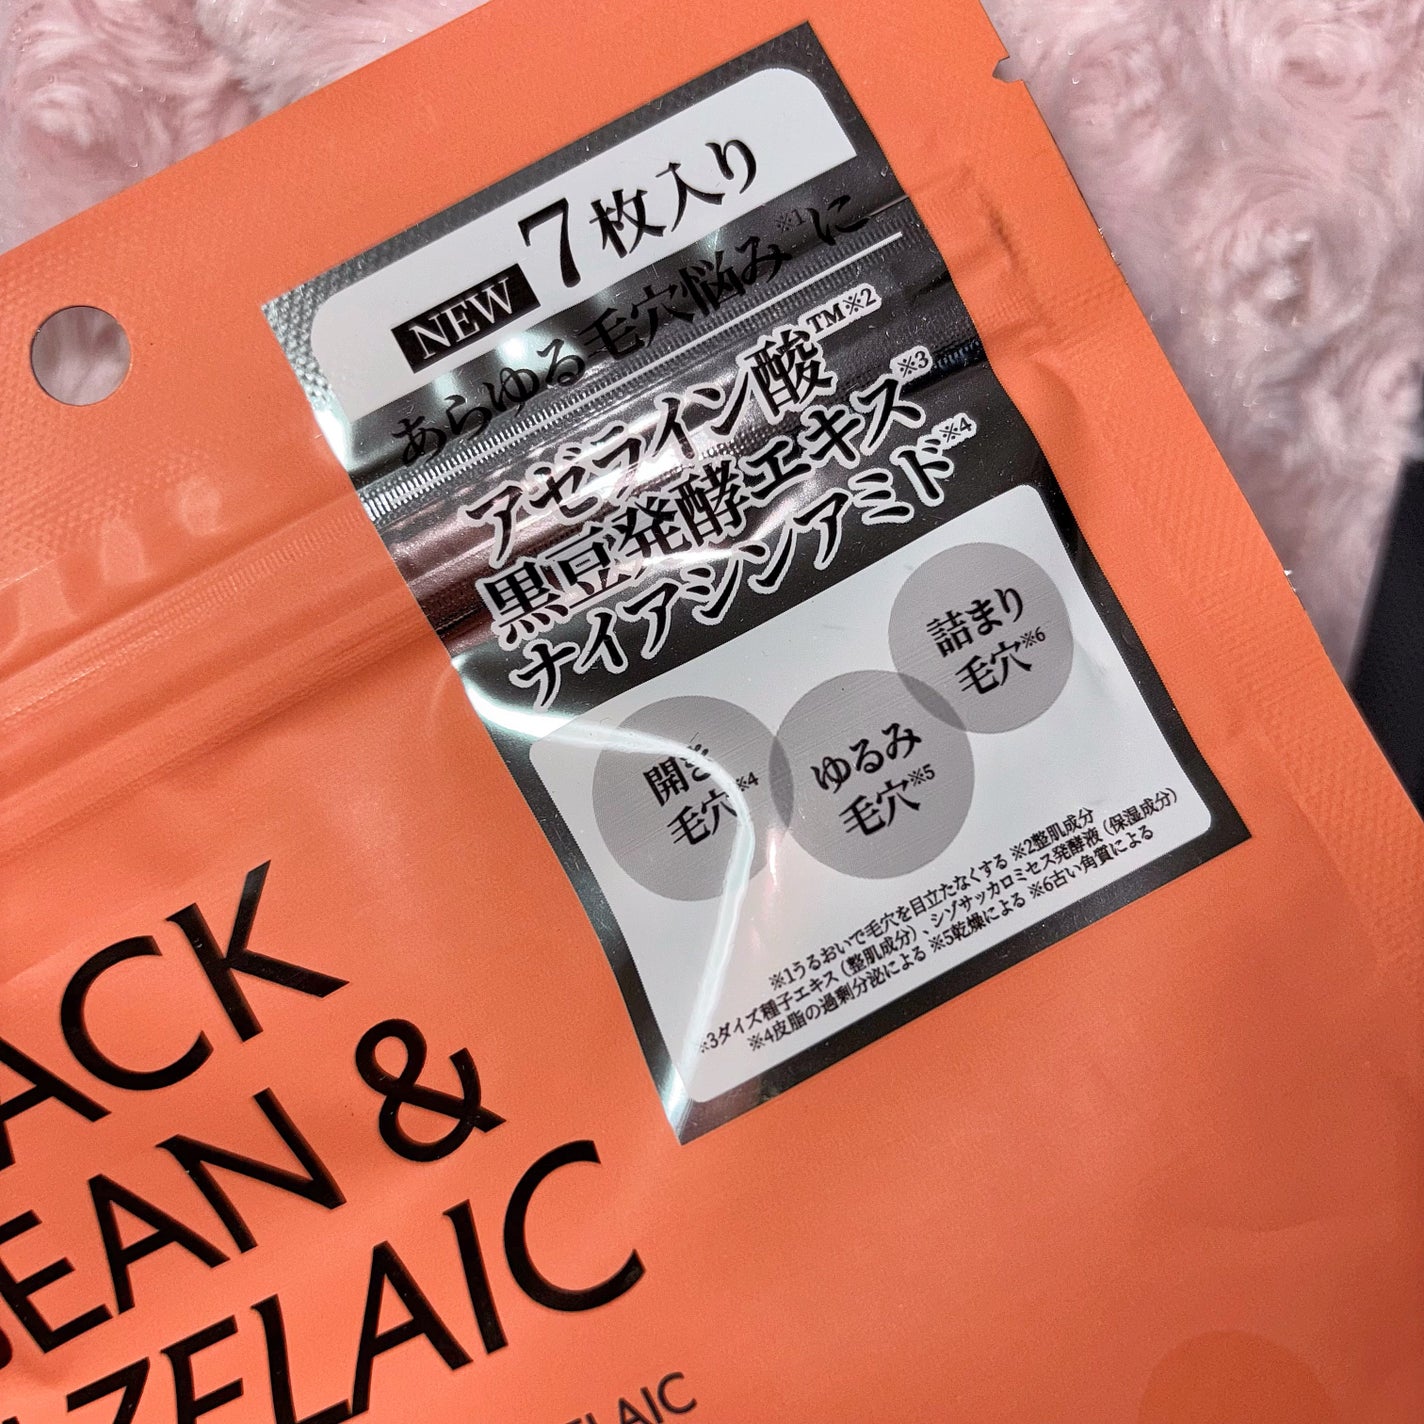 NEW 7枚入り
あらゆる毛穴悩み※1に
アゼライン酸TM※2
黒豆発酵エキス※3
ナイアシンアミド※4
開き
毛穴※4
ゆるみ
毛穴※5
詰まり
毛穴※6
※1うるおいで毛穴を目立たなくする ※2整肌成分
※3ダイズ種子エキス(整肌成分)、シゾサッカロミセス発酵液(保湿成分)
※4皮脂の過剰分泌による ※5乾燥による ※6古い角質による
ACK
EAN &
ZELAIC
ELAIC